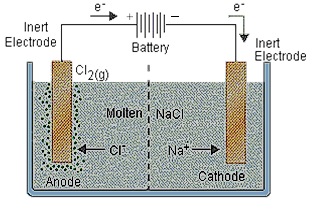 e⁻
e⁻
+
−
Inert
Electrode
Battery
Inert
Electrode
Cl₂(g)
Molten
NaCl
Cl⁻
Na⁺
Anode
Cathode